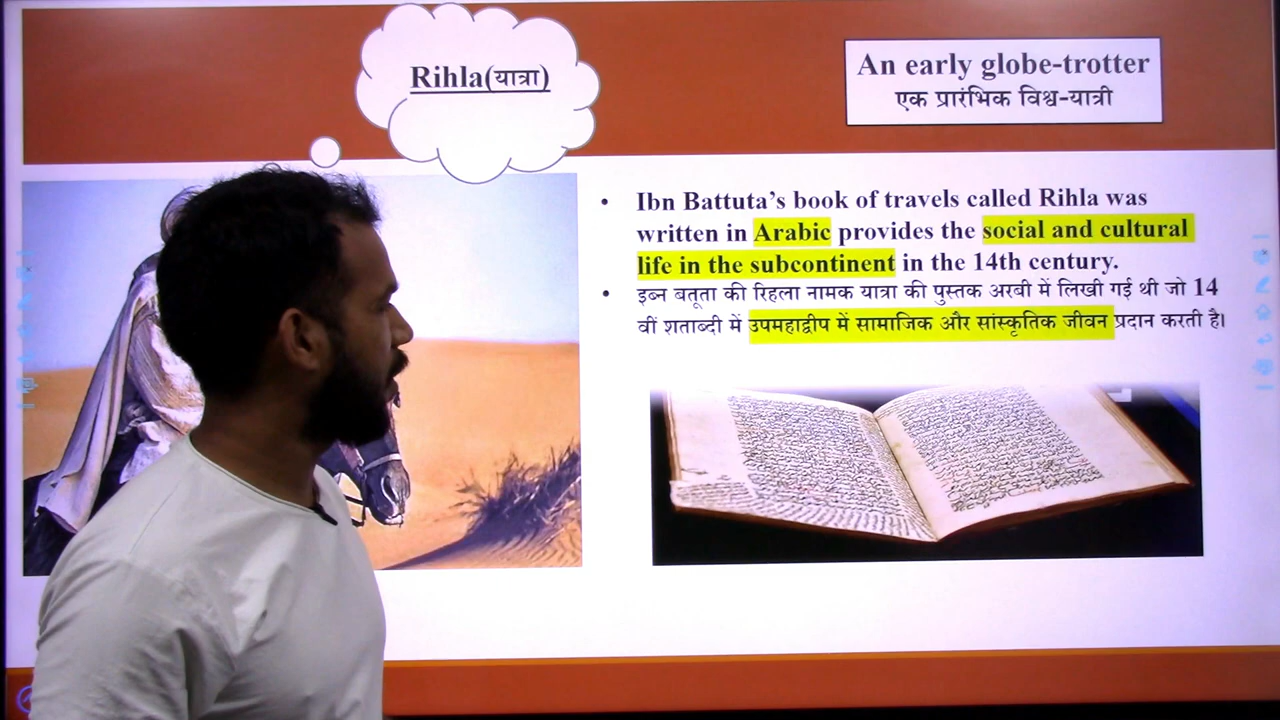 Rihla(यात्रा)
An early globe-trotter
एक प्रारंभिक विश्व-यात्री
• Ibn Battuta’s book of travels called Rihla was
written in Arabic provides the social and cultural
life in the subcontinent in the 14th century.
• इब्न बतूता की रिहला नामक यात्रा की पुस्तक अरबी में लिखी गई थी जो 14
वीं शताब्दी में उपमहाद्वीप में सामाजिक और सांस्कृतिक जीवन प्रदान करती है।